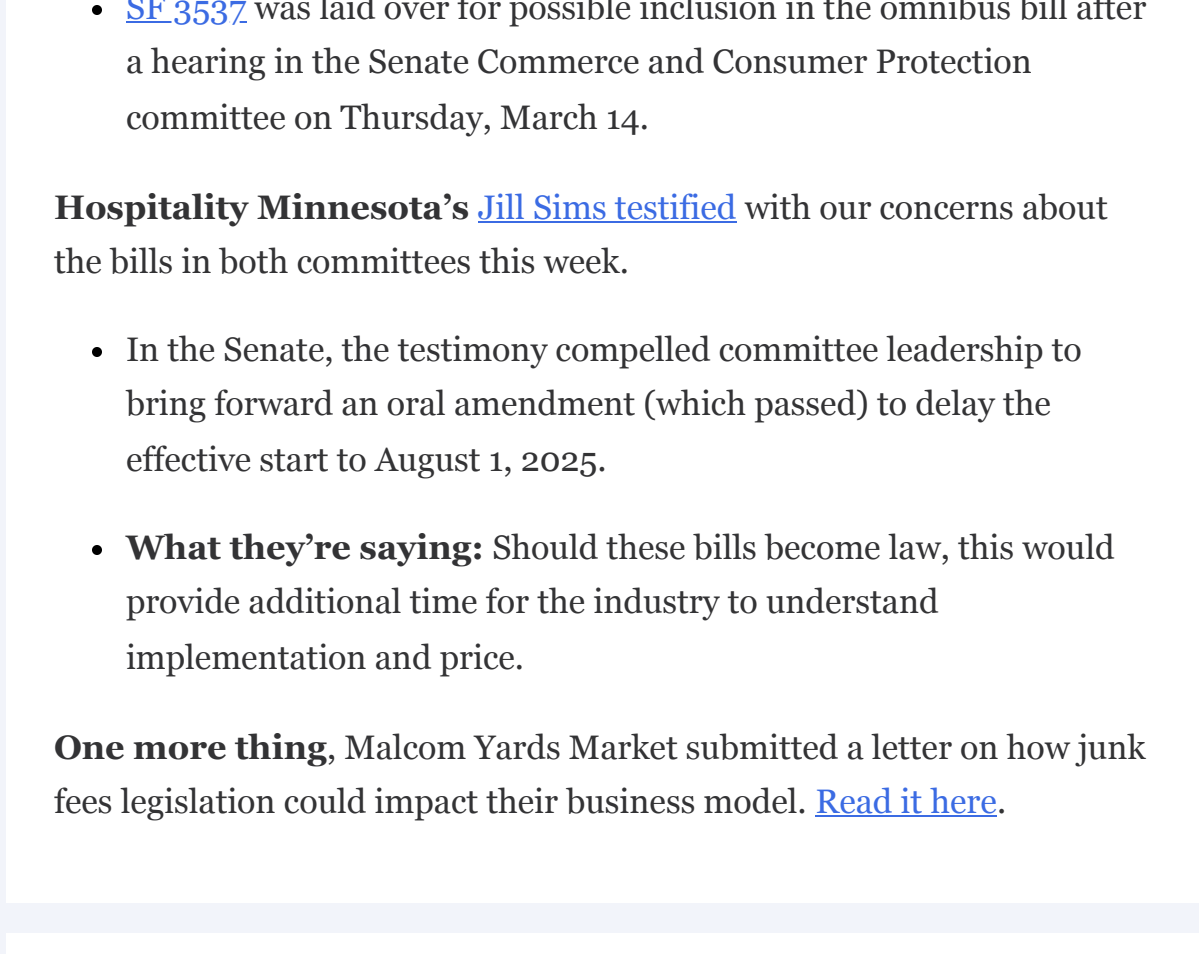 SF 3537 was laid over for possible inclusion in the omnibus bill after
a hearing in the Senate Commerce and Consumer Protection
committee on Thursday, March 14.
Hospitality Minnesota’s Jill Sims testified with our concerns about
the bills in both committees this week.
In the Senate, the testimony compelled committee leadership to
bring forward an oral amendment (which passed) to delay the
effective start to August 1, 2025.
What they’re saying: Should these bills become law, this would
provide additional time for the industry to understand
implementation and price.
One more thing, Malcom Yards Market submitted a letter on how junk
fees legislation could impact their business model. Read it here.